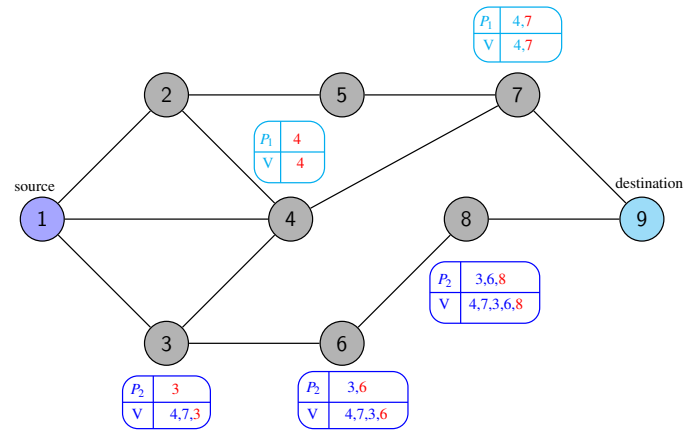 P1 4,7
V 4,7
2
5
7
P1 4
V 4
source
destination
1
4
8
9
P2 3,6,8
V 4,7,3,6,8
3
6
P2 3
V 4,7,3
P2 3,6
V 4,7,3,6